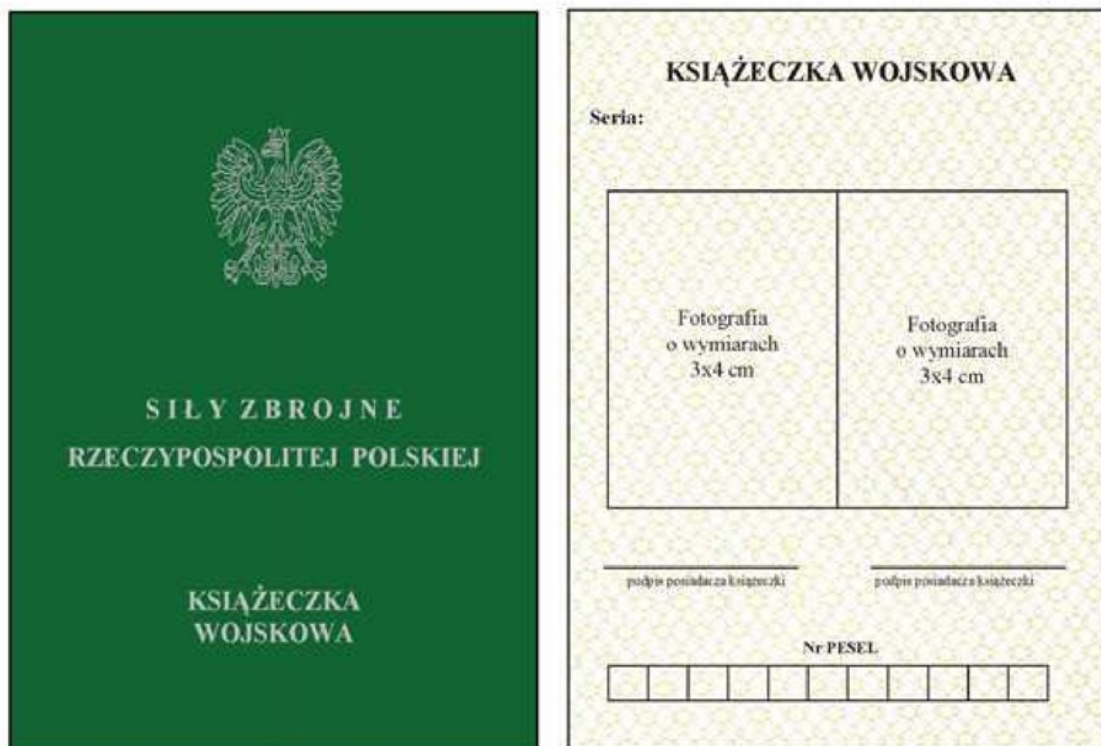 SIŁY ZBROJNE
RZECZYPOSPOLITEJ POLSKIEJ
KSIĄŻECZKA
WOJSKOWA
KSIĄŻECZKA WOJSKOWA
Seria:
Fotografia
o wymiarach
3x4 cm
Fotografia
o wymiarach
3x4 cm
podpis posiadacza książeczki
podpis posiadacza książeczki
Nr PESEL